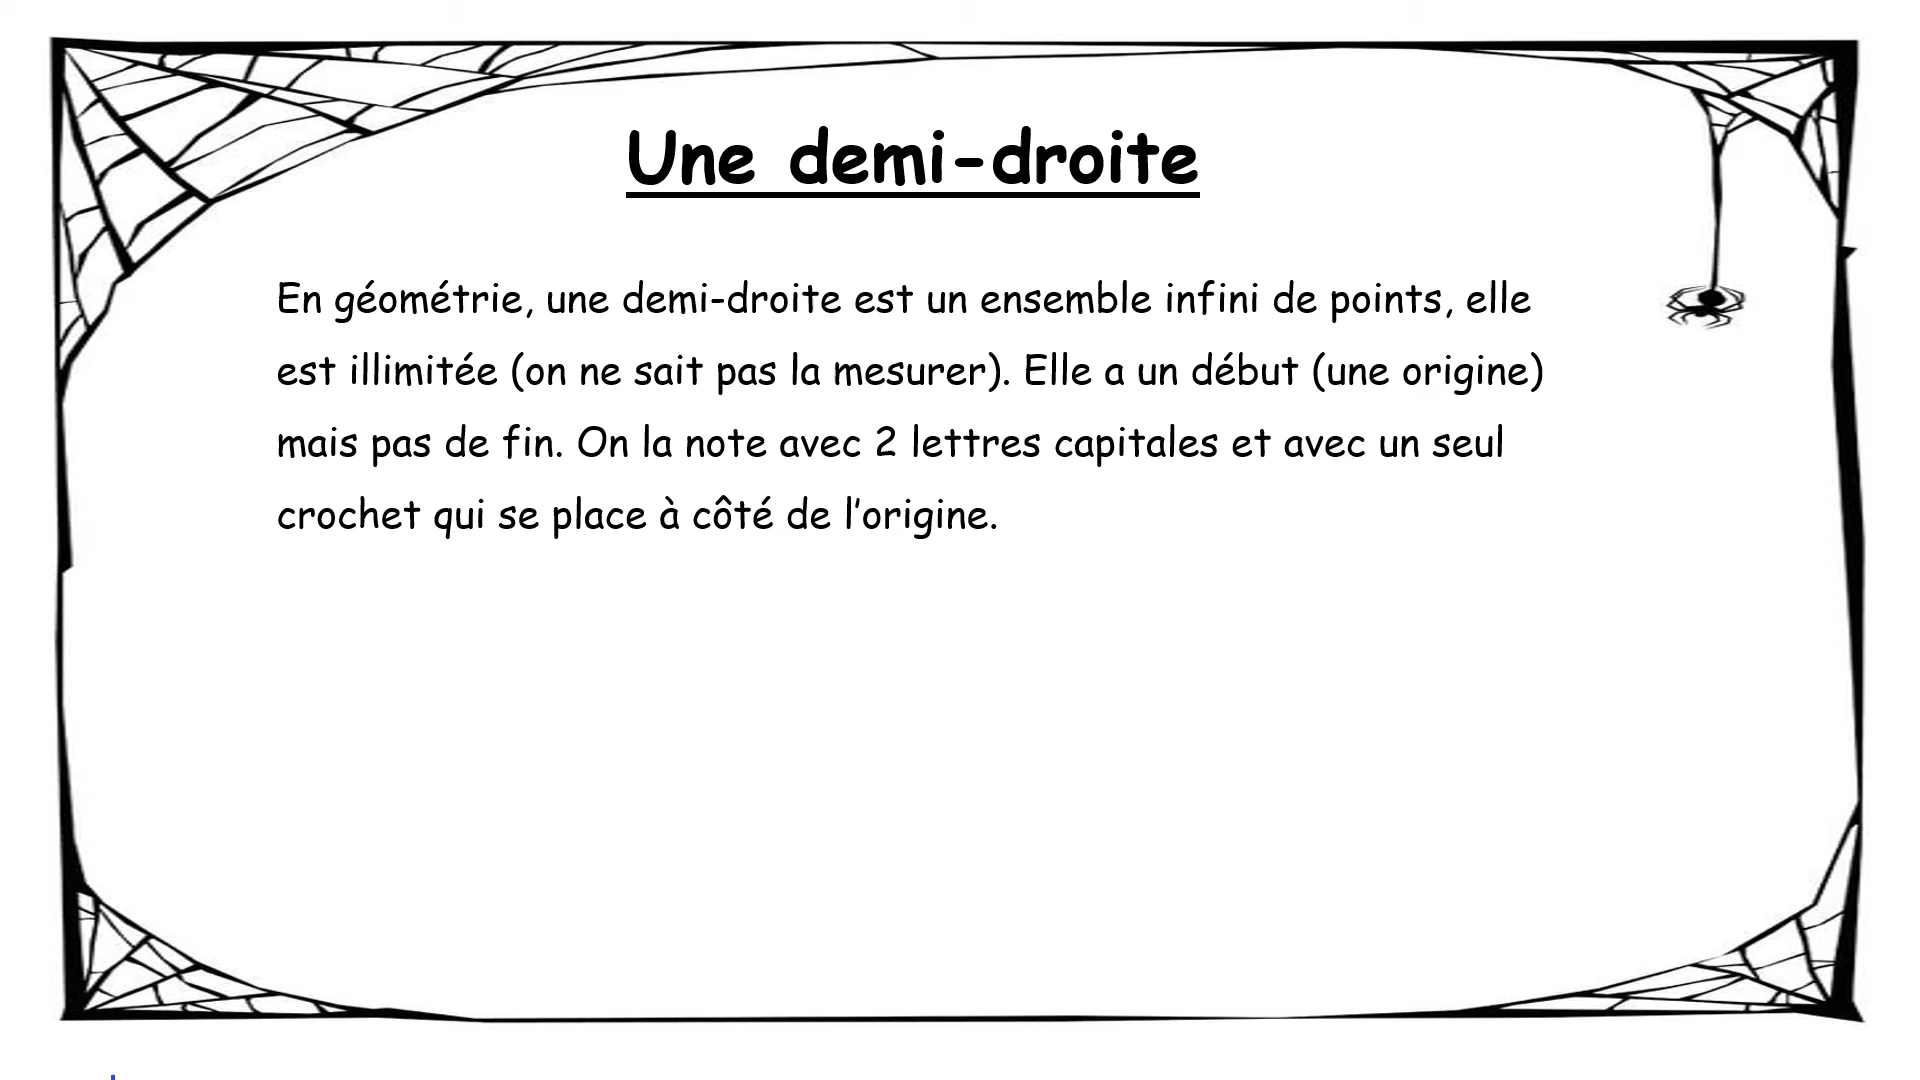 Une demi-droite
En géométrie, une demi-droite est un ensemble infini de points, elle
est illimitée (on ne sait pas la mesurer). Elle a un début (une origine)
mais pas de fin. On la note avec 2 lettres capitales et avec un seul
crochet qui se place à côté de l’origine.